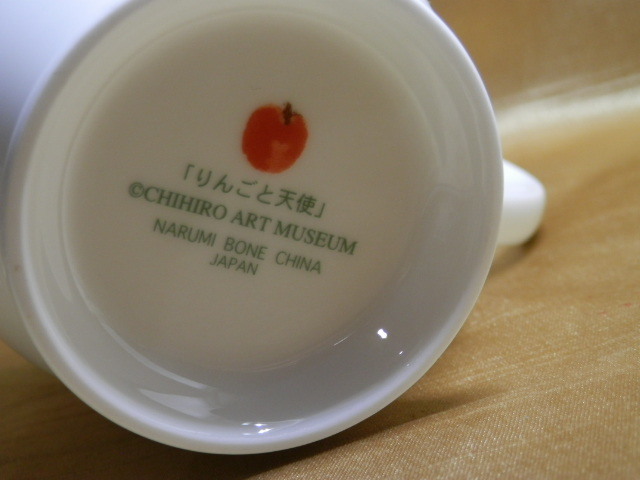 「りんごと天使」
©CHIHIRO ART MUSEUM
NARUMI BONE CHINA
JAPAN